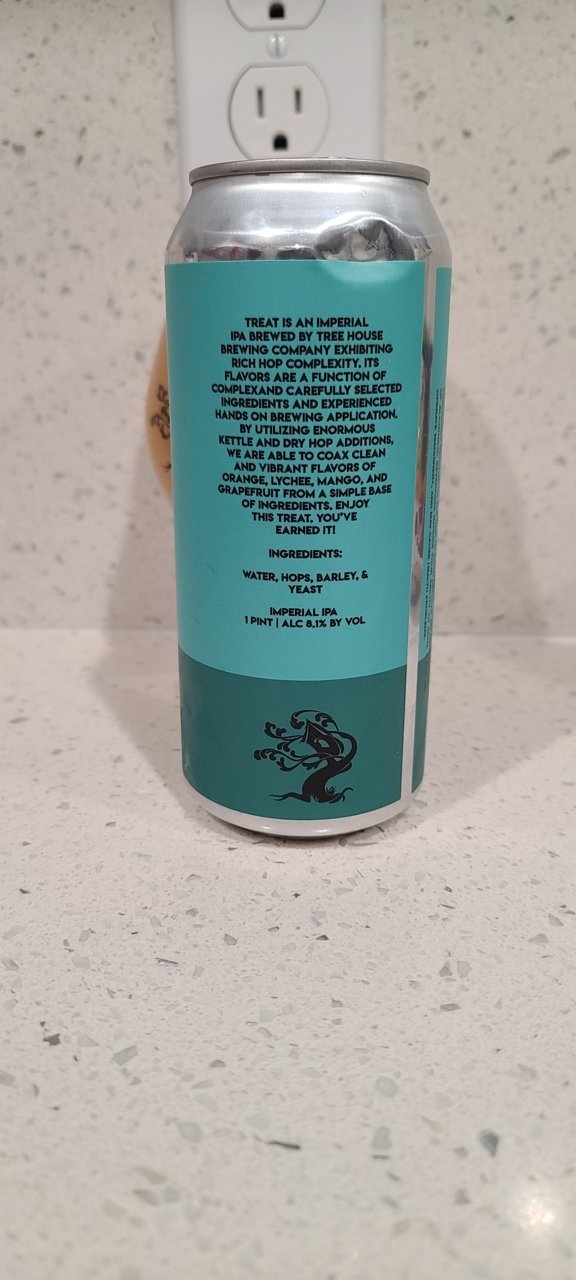 TREAT IS AN IMPERIAL
IPA BREWED BY TREE HOUSE
BREWING COMPANY EXHIBITING
RICH HOP COMPLEXITY. ITS
FLAVORS ARE A FUNCTION OF
COMPLEXAND CAREFULLY SELECTED
INGREDIENTS AND EXPERIENCED
HANDS ON BREWING APPLICATION.
BY UTILIZING ENORMOUS
KETTLE AND DRY HOP ADDITIONS,
WE ARE ABLE TO COAX CLEAN
AND VIBRANT FLAVORS OF
ORANGE, LYCHEE, MANGO, AND
GRAPEFRUIT FROM A SIMPLE BASE
OF INGREDIENTS. ENJOY
THIS TREAT. YOU'VE
EARNED IT!
INGREDIENTS:
WATER, HOPS, BARLEY, &
YEAST
IMPERIAL IPA
1 PINT | ALC 8.1% BY VOL